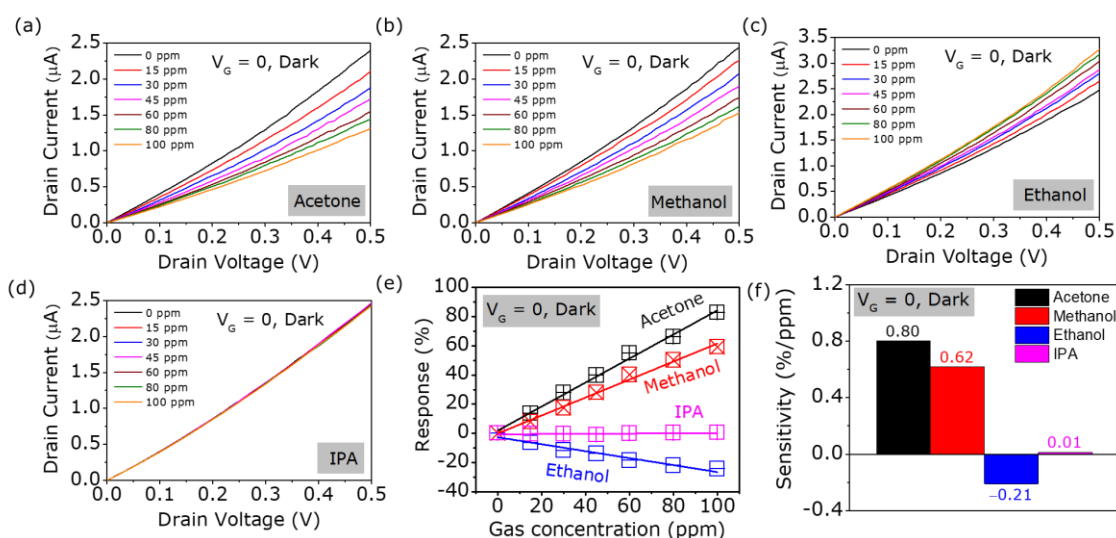 (a)
2.5
2.0
1.5
1.0
0.5
0.0
Drain Current (μA)
0 ppm
15 ppm
30 ppm
45 ppm
60 ppm
80 ppm
100 ppm
V_G = 0, Dark
Acetone
0.0 0.1 0.2 0.3 0.4 0.5
Drain Voltage (V)
(b)
2.5
2.0
1.5
1.0
0.5
0.0
Drain Current (μA)
0 ppm
15 ppm
30 ppm
45 ppm
60 ppm
80 ppm
100 ppm
V_G = 0, Dark
Methanol
0.0 0.1 0.2 0.3 0.4 0.5
Drain Voltage (V)
(c)
3.5
3.0
2.5
2.0
1.5
1.0
0.5
0.0
Drain Current (μA)
0 ppm
15 ppm
30 ppm
45 ppm
60 ppm
80 ppm
100 ppm
V_G = 0, Dark
Ethanol
0.0 0.1 0.2 0.3 0.4 0.5
Drain Voltage (V)
(d)
2.5
2.0
1.5
1.0
0.5
0.0
Drain Current (μA)
0 ppm
15 ppm
30 ppm
45 ppm
60 ppm
80 ppm
100 ppm
V_G = 0, Dark
IPA
0.0 0.1 0.2 0.3 0.4 0.5
Drain Voltage (V)
(e)
100
80
60
40
20
0
-20
-40
Response (%)
V_G = 0, Dark
Acetone
Methanol
IPA
Ethanol
0 20 40 60 80 100
Gas concentration (ppm)
(f)
1.2
0.8
0.4
0.0
-0.4
Sensitivity (%/ppm)
V_G = 0, Dark
Acetone
Methanol
Ethanol
IPA
0.80
0.62
0.01
−0.21